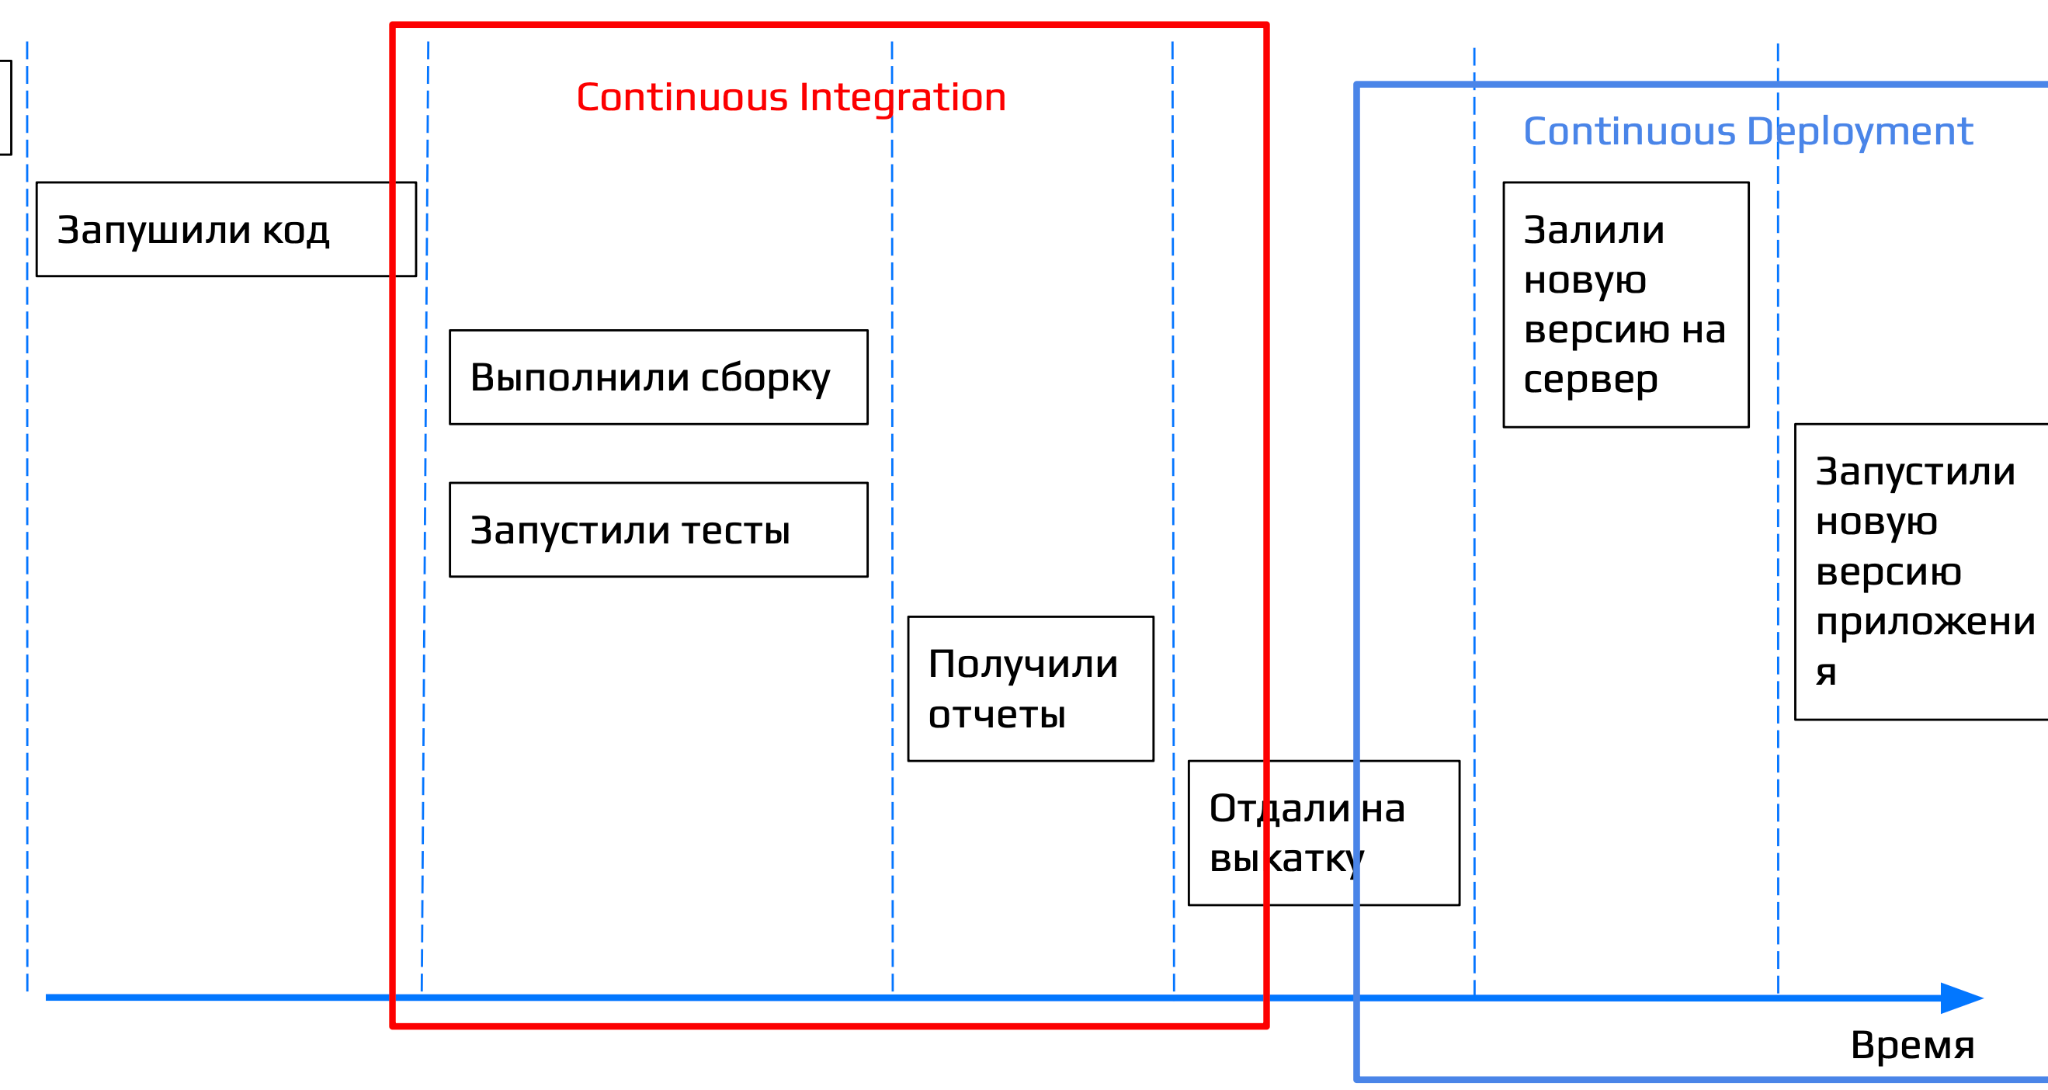 Continuous Integration
Continuous Deployment
Запушили код
Выполнили сборку
Запустили тесты
Получили
отчеты
Отдали на
выкатку
Залили
новую
версию на
сервер
Запустили
новую
версию
приложени
я
Время